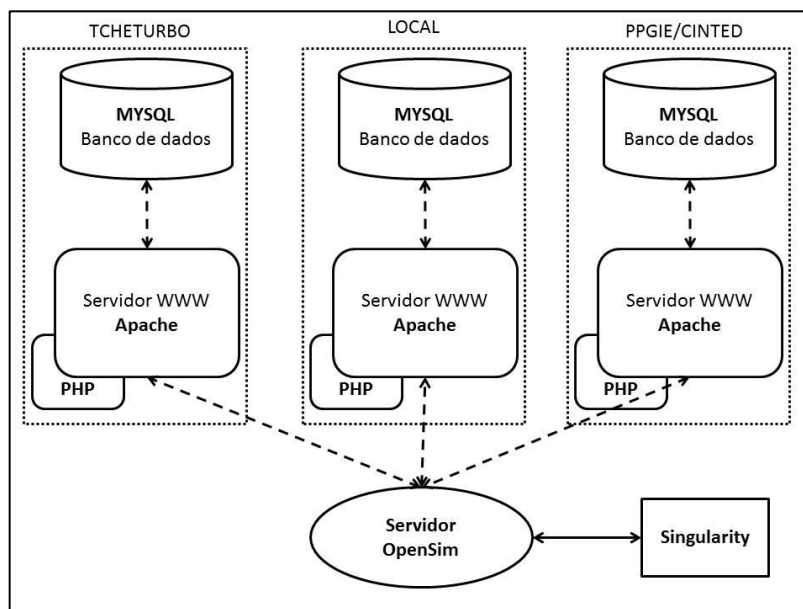 TCHETURBO
MYSQL
Banco de dados
Servidor WWW
Apache
PHP
LOCAL
MYSQL
Banco de dados
Servidor WWW
Apache
PHP
PPGIE/CINTED
MYSQL
Banco de dados
Servidor WWW
Apache
PHP
Servidor
OpenSim
Singularity